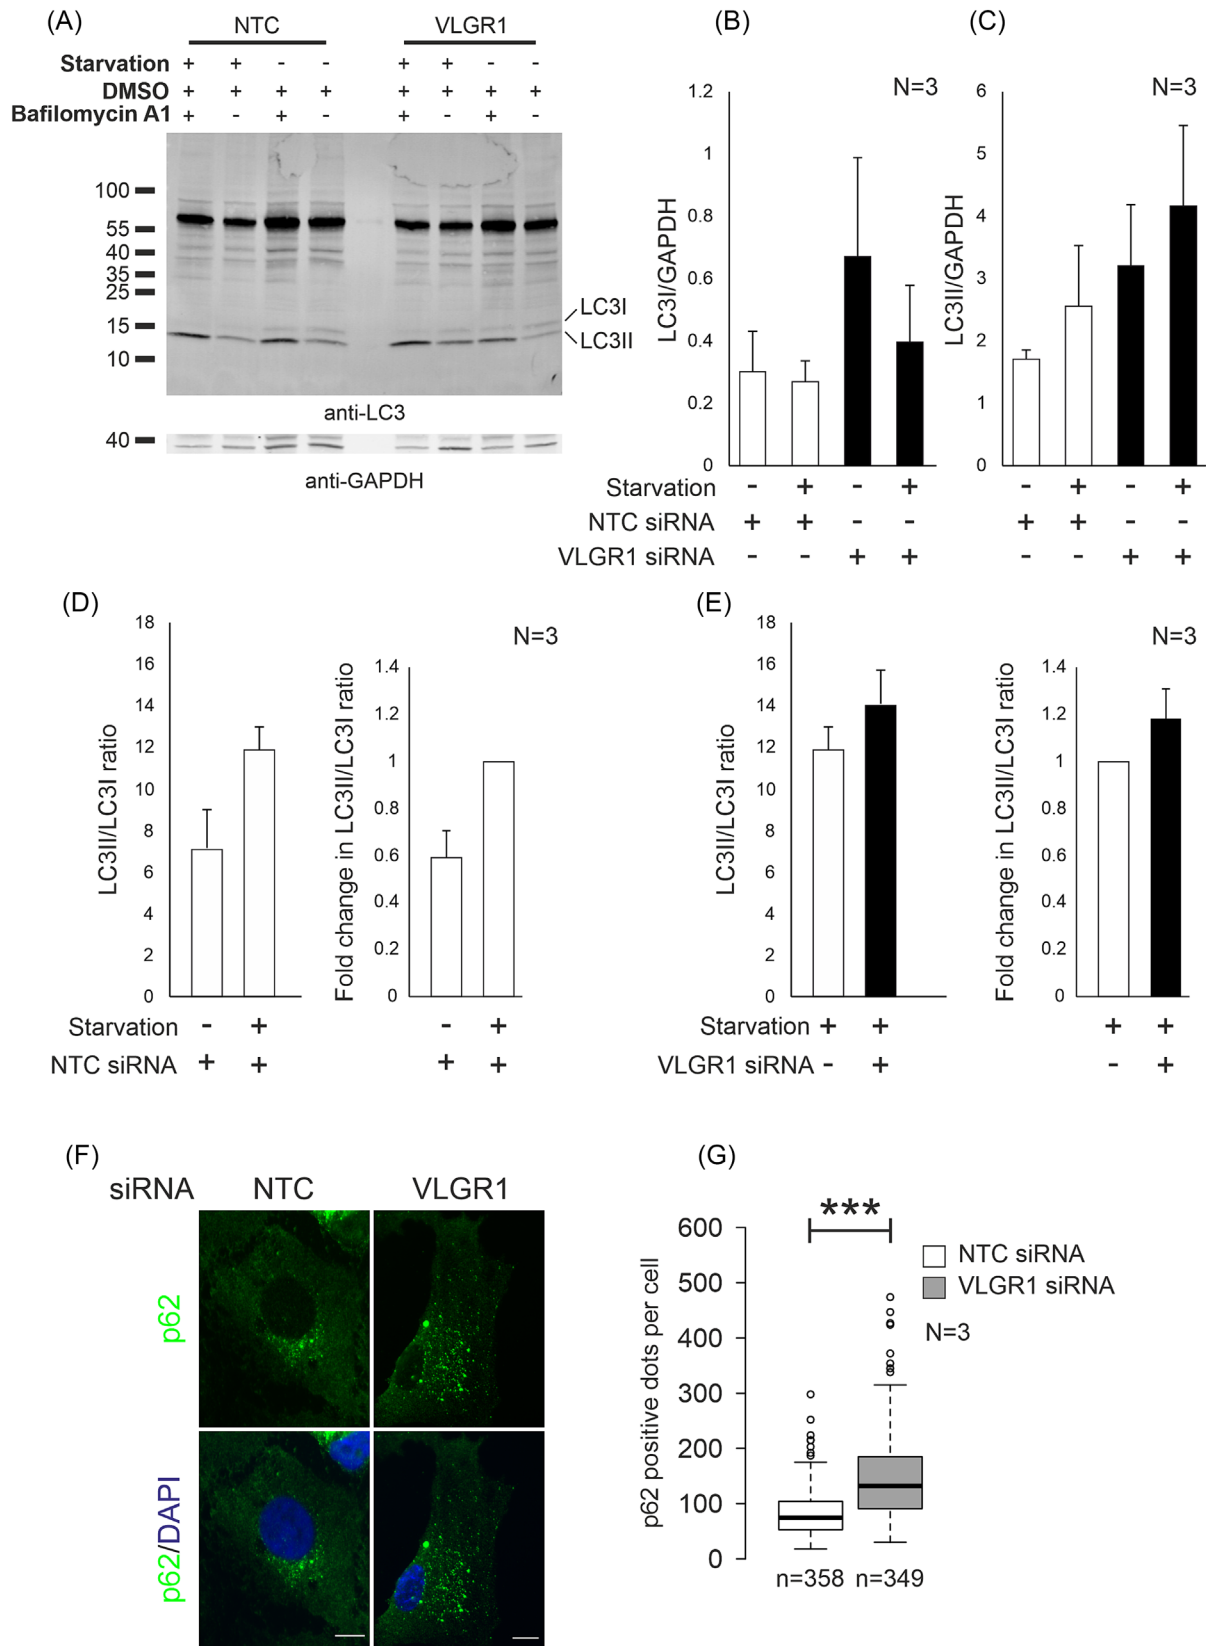 (A)
NTC VLGR1
Starvation + + - - + + - -
DMSO + + + + + + + +
Bafilomycin A1 + - + - + - + -
100
55
40
35
25
15
10
LC3I
LC3II
anti-LC3
40
anti-GAPDH
(B)
N=3
LC3I/GAPDH
1.2
1
0.8
0.6
0.4
0.2
0
(C)
N=3
LC3II/GAPDH
6
5
4
3
2
1
0
Starvation - + - + - + - +
NTC siRNA + + - - + + - -
VLGR1 siRNA - - + + - - + +
(D)
N=3
LC3II/LC3I ratio
18
16
14
12
10
8
6
4
2
0
Fold change in LC3II/LC3I ratio
1.4
1.2
1
0.8
0.6
0.4
0.2
0
Starvation - + - +
NTC siRNA + + + +
(E)
N=3
LC3II/LC3I ratio
18
16
14
12
10
8
6
4
2
0
Fold change in LC3II/LC3I ratio
1.4
1.2
1
0.8
0.6
0.4
0.2
0
Starvation + + + +
VLGR1 siRNA - + - +
(F)
siRNA NTC VLGR1
p62
p62/DAPI
(G)
***
p62 positive dots per cell
600
500
400
300
200
100
0
NTC siRNA
VLGR1 siRNA
N=3
n=358 n=349